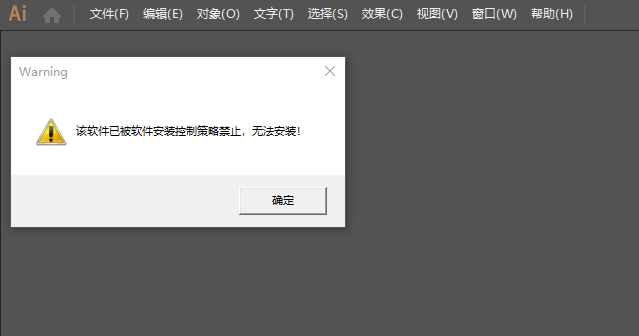 Ai 文件(F) 编辑(E) 对象(O) 文字(T) 选择(S) 效果(C) 视图(V) 窗口(W) 帮助(H)
Warning
该软件已被软件安装控制策略禁止，无法安装!
确定